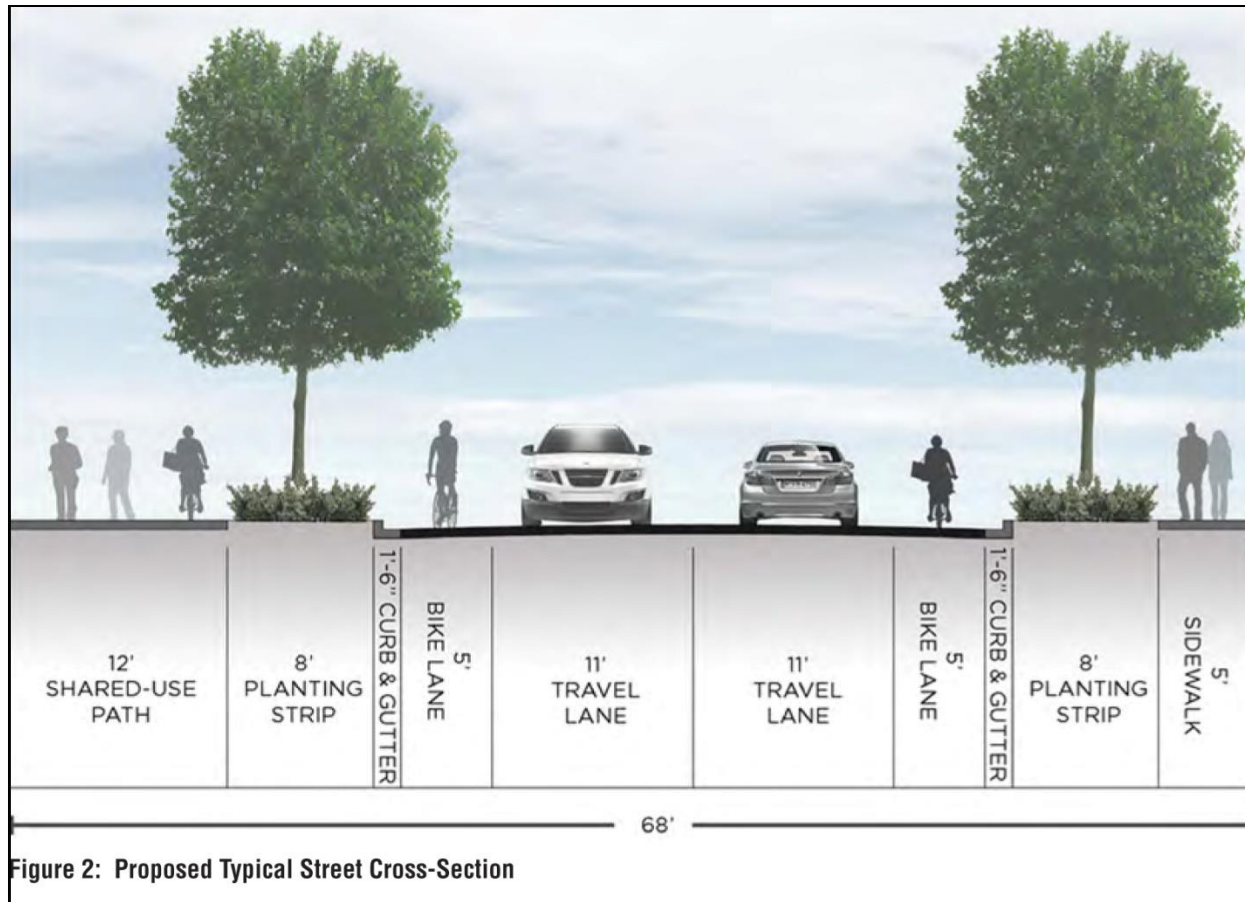 12'
SHARED-USE
PATH
8'
PLANTING
STRIP
1'-6" CURB & GUTTER
5'
BIKE LANE
11'
TRAVEL
LANE
11'
TRAVEL
LANE
5'
BIKE LANE
1'-6" CURB & GUTTER
8'
PLANTING
STRIP
5'
SIDEWALK
68'
Figure 2: Proposed Typical Street Cross-Section